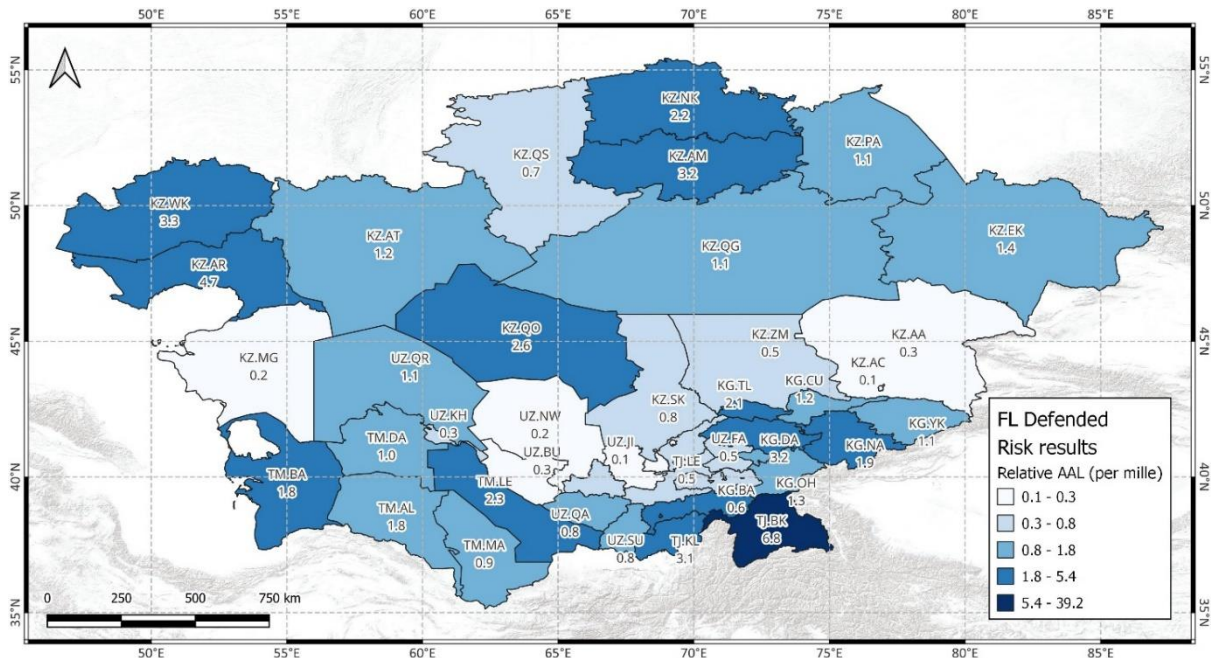 50°E 55°E 60°E 65°E 70°E 75°E 80°E 85°E
55°N
55°N
KZ.NK
2.2
KZ.PA
1.1
KZ.QS
0.7
KZ.AM
3.2
50°N
50°N
KZ.WK
3.3
KZ.AT
1.2
KZ.QG
1.1
KZ.EK
1.4
KZ.AR
4.7
45°N
45°N
KZ.QO
2.6
KZ.ZM
0.5
KZ.AA
0.3
KZ.MG
0.2
UZ.QR
1.1
KZ.AC
0.1
KG.TL
2.1
KG.CU
1.2
KZ.SK
0.8
UZ.KH
0.3
UZ.NW
0.2
KG.YK
1.1
TM.DA
1.0
UZ.JI
0.1
UZ.FA
0.5
KG.DA
3.2
KG.NA
1.9
UZ.BU
0.3
TJ.LE
0.5
40°N
40°N
TM.BA
1.8
TM.LE
2.3
KG.BA
0.6
KG.OH
1.3
TM.AL
1.8
UZ.QA
0.8
TM.MA
0.9
UZ.SU
0.8
TJ.KL
3.1
TJ.BK
6.8
35°N
35°N
0 250 500 750 km
FL Defended
Risk results
Relative AAL (per mille)
0.1 - 0.3
0.3 - 0.8
0.8 - 1.8
1.8 - 5.4
5.4 - 39.2
50°E 55°E 60°E 65°E 70°E 75°E 80°E 85°E